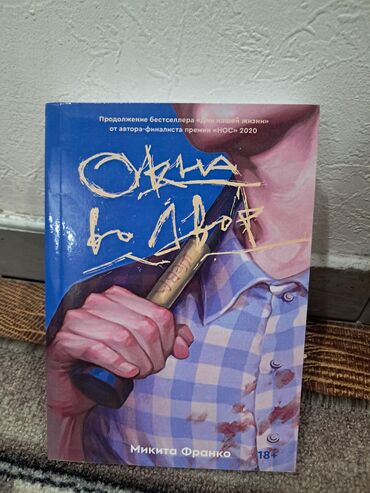 Продолжение бестселлера «Дни нашей жизни»
от автора-финалиста премии «НОС» 2020
Окна
во двор
Микита Франко
18+